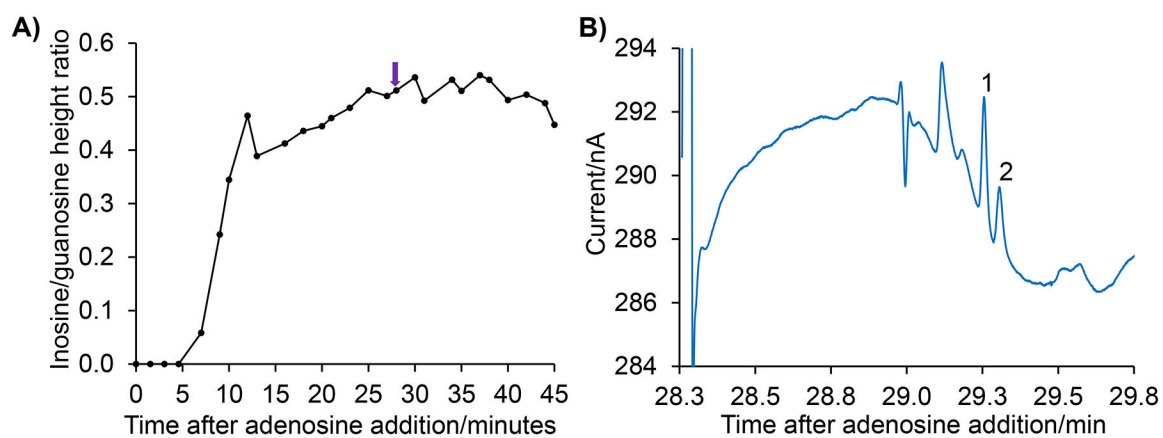 A)
Inosine/guanosine height ratio
0.6
0.5
0.4
0.3
0.2
0.1
0.0
0 5 10 15 20 25 30 35 40 45
Time after adenosine addition/minutes
B)
Current/nA
294
292
290
288
286
284
1
2
28.3 28.5 28.8 29.0 29.3 29.5 29.8
Time after adenosine addition/min